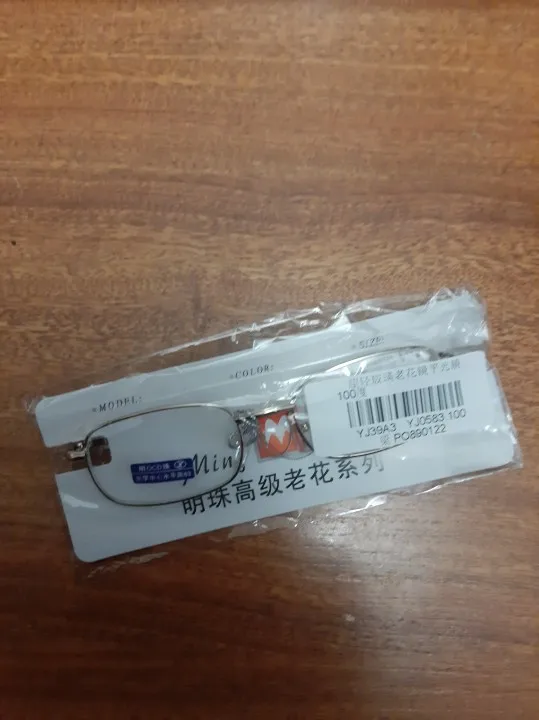 *SIZE:
*COLOR:
*MODEL:
100度
YJ39A3 YJ0583 100
PO890122
Ming
明珠高级老花系列